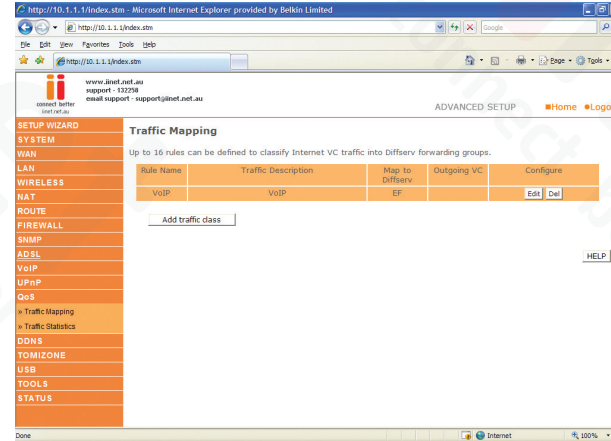 http://10.1.1.1/index.stm - Microsoft Internet Explorer provided by Belkin Limited
http://10.1.1.1/index.stm
Google
File Edit View Favorites Tools Help
http://10.1.1.1/index.stm
Page Tools
www.iinet.net.au
support - 132258
email support - support@iinet.net.au
connect better
iinet.net.au
ADVANCED SETUP
Home
Logo
SETUP WIZARD
SYSTEM
WAN
LAN
WIRELESS
NAT
ROUTE
FIREWALL
SNMP
ADSL
VoIP
UPnP
QoS
» Traffic Mapping
» Traffic Statistics
DDNS
TOMIZONE
USB
TOOLS
STATUS
Traffic Mapping
Up to 16 rules can be defined to classify Internet VC traffic into Diffserv forwarding groups.
Rule Name Traffic Description Map to Diffserv Outgoing VC Configure
VoIP VoIP EF Edit Del
Add traffic class
HELP
Done
Internet
100%